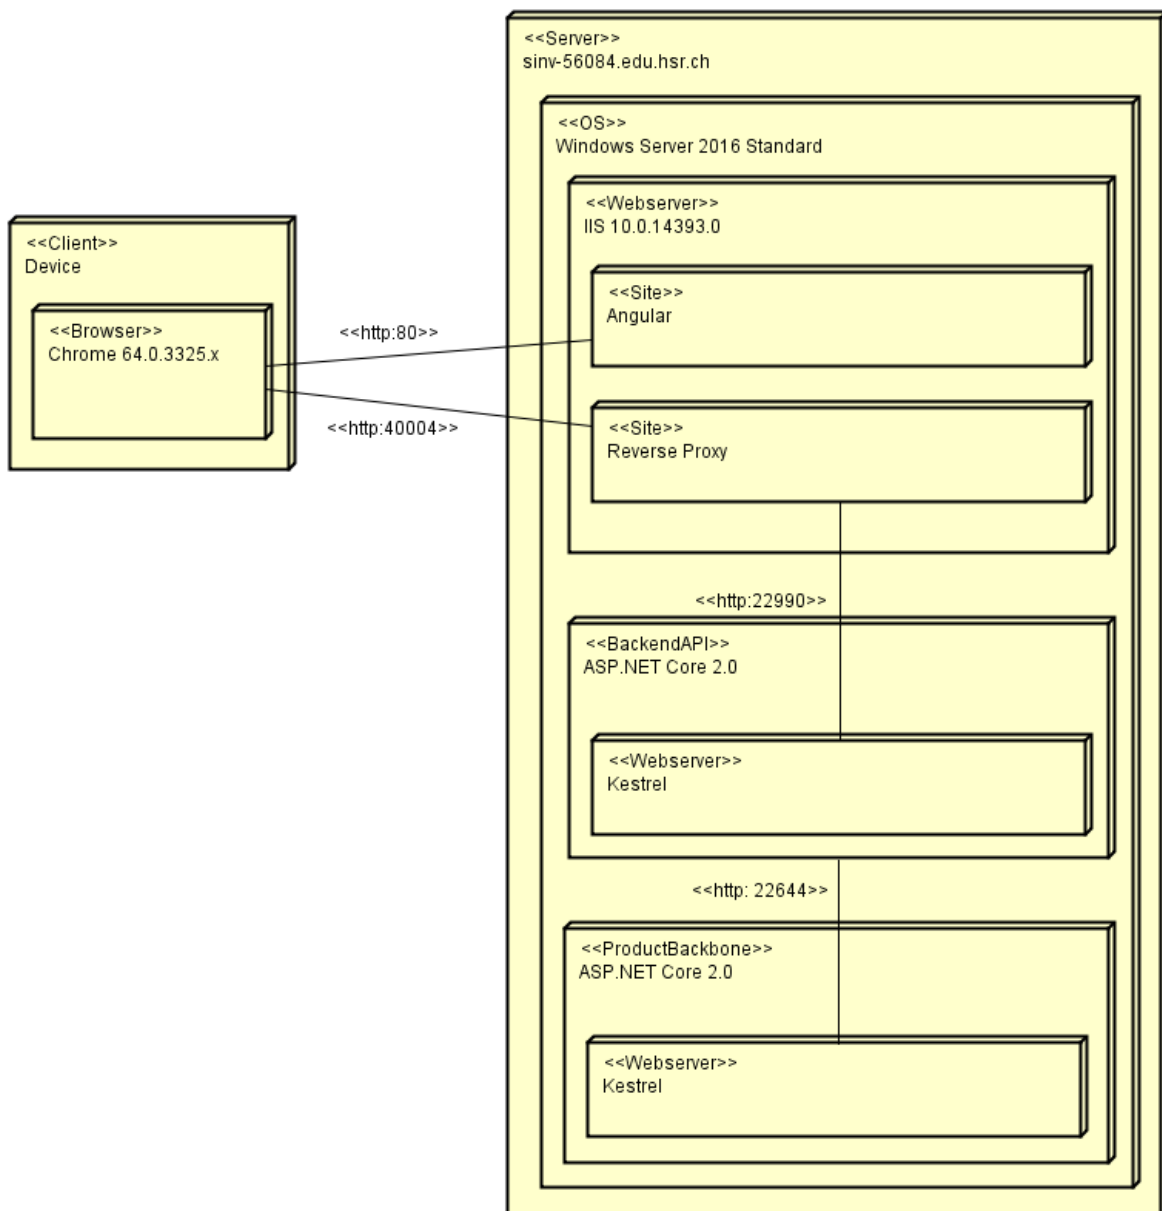 <<Server>>
sinv-56084.edu.hsr.ch
<<OS>>
Windows Server 2016 Standard
<<Webserver>>
IIS 10.0.14393.0
<<Client>>
Device
<<Site>>
Angular
<<Browser>>
Chrome 64.0.3325.x
<<http:80>>
<<http:40004>>
<<Site>>
Reverse Proxy
<<http:22990>>
<<BackendAPI>>
ASP.NET Core 2.0
<<Webserver>>
Kestrel
<<http: 22644>>
<<ProductBackbone>>
ASP.NET Core 2.0
<<Webserver>>
Kestrel